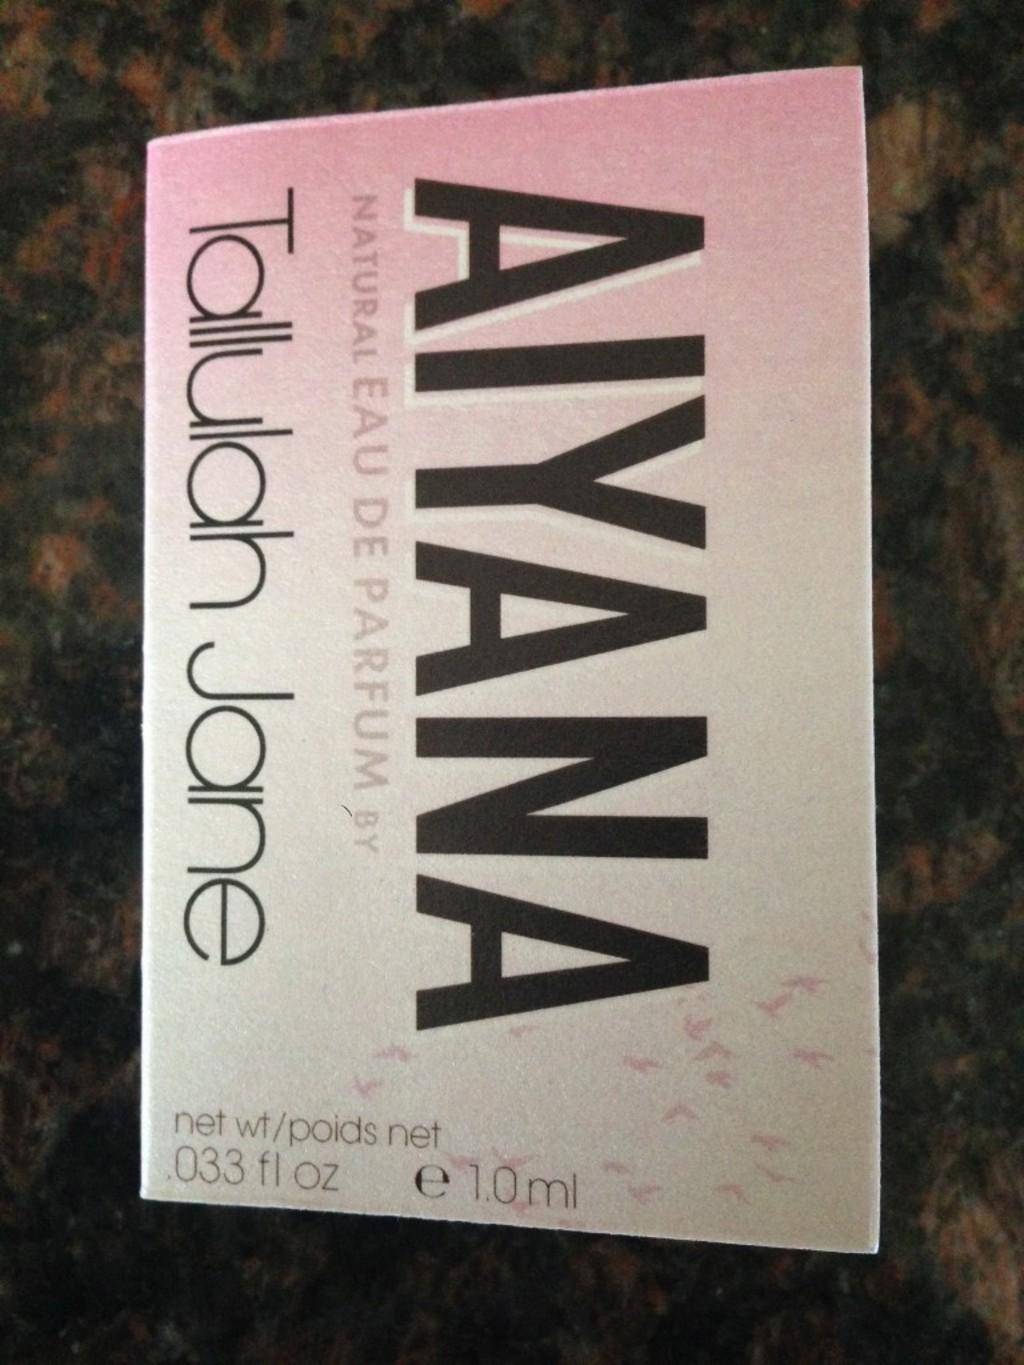 AIYANA
NATURAL EAU DE PARFUM BY
Tallulah Jane
net wt/poids net
.033 fl oz e 1.0 ml